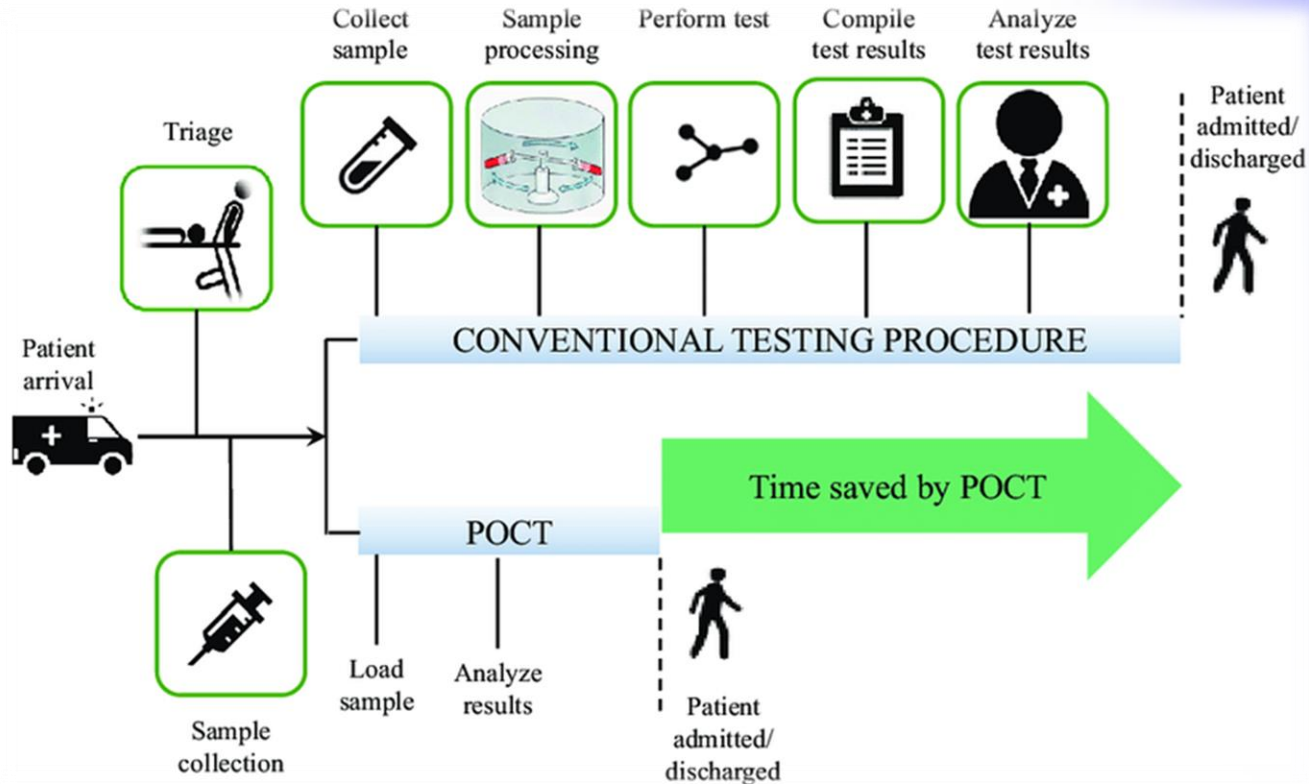 Collect
sample
Sample
processing
Perform test
Compile
test results
Analyze
test results
Patient
admitted/
discharged
Triage
CONVENTIONAL TESTING PROCEDURE
Patient
arrival
Time saved by POCT
POCT
Load
sample
Analyze
results
Sample
collection
Patient
admitted/
discharged